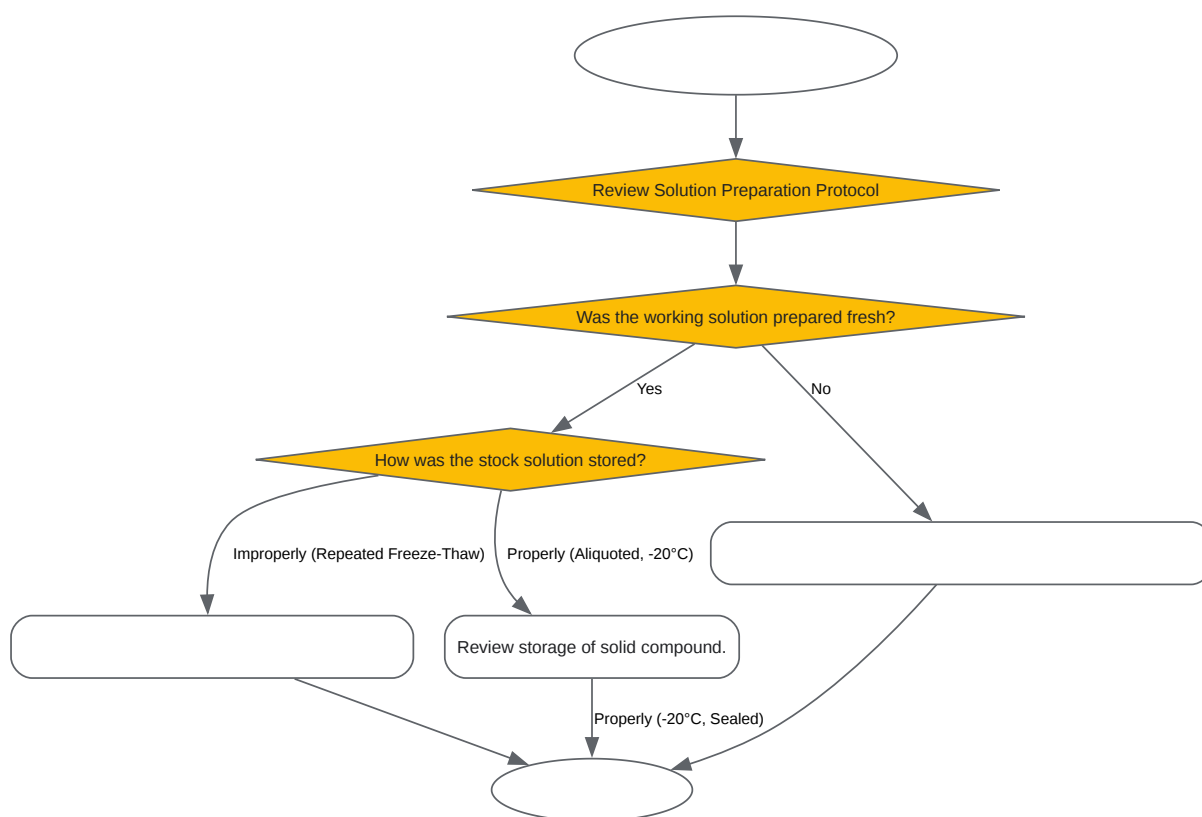 Review Solution Preparation Protocol
Was the working solution prepared fresh?
Yes
No
How was the stock solution stored?
Improperly (Repeated Freeze-Thaw)
Properly (Aliquoted, -20°C)
Review storage of solid compound.
Properly (-20°C, Sealed)